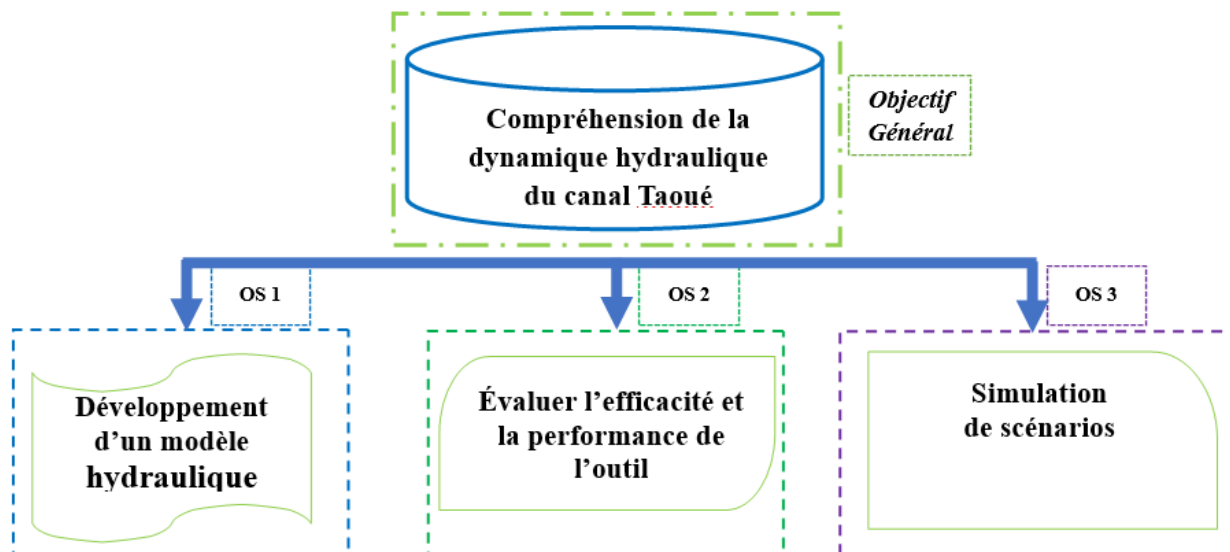 Compréhension de la
dynamique hydraulique
du canal Taoué
Objectif
Général
OS 1
OS 2
OS 3
Développement
d’un modèle
hydraulique
Évaluer l’efficacité et
la performance de
l’outil
Simulation
de scénarios